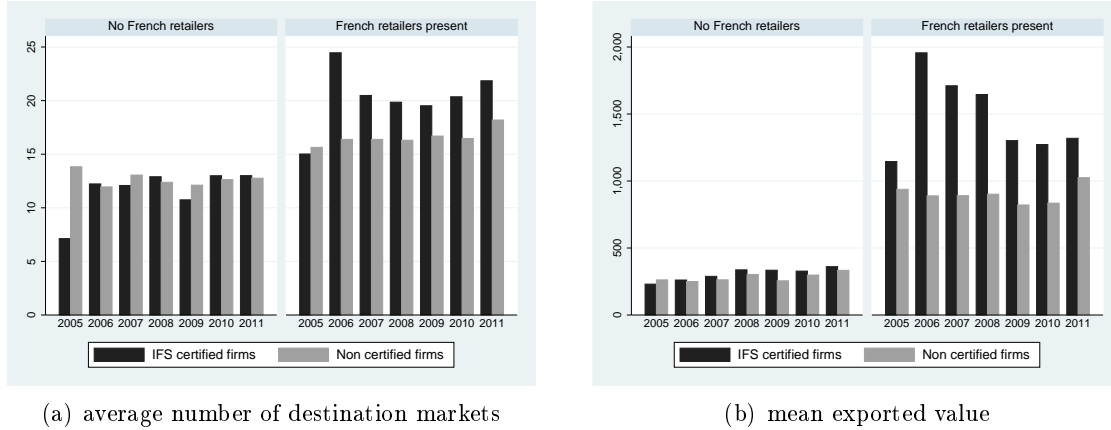 No French retailers
French retailers present
25
20
15
10
5
0
2005 2006 2007 2008 2009 2010 2011
2005 2006 2007 2008 2009 2010 2011
IFS certified firms
Non certified firms
(a) average number of destination markets
No French retailers
French retailers present
2,000
1,500
1,000
500
0
2005 2006 2007 2008 2009 2010 2011
2005 2006 2007 2008 2009 2010 2011
IFS certified firms
Non certified firms
(b) mean exported value